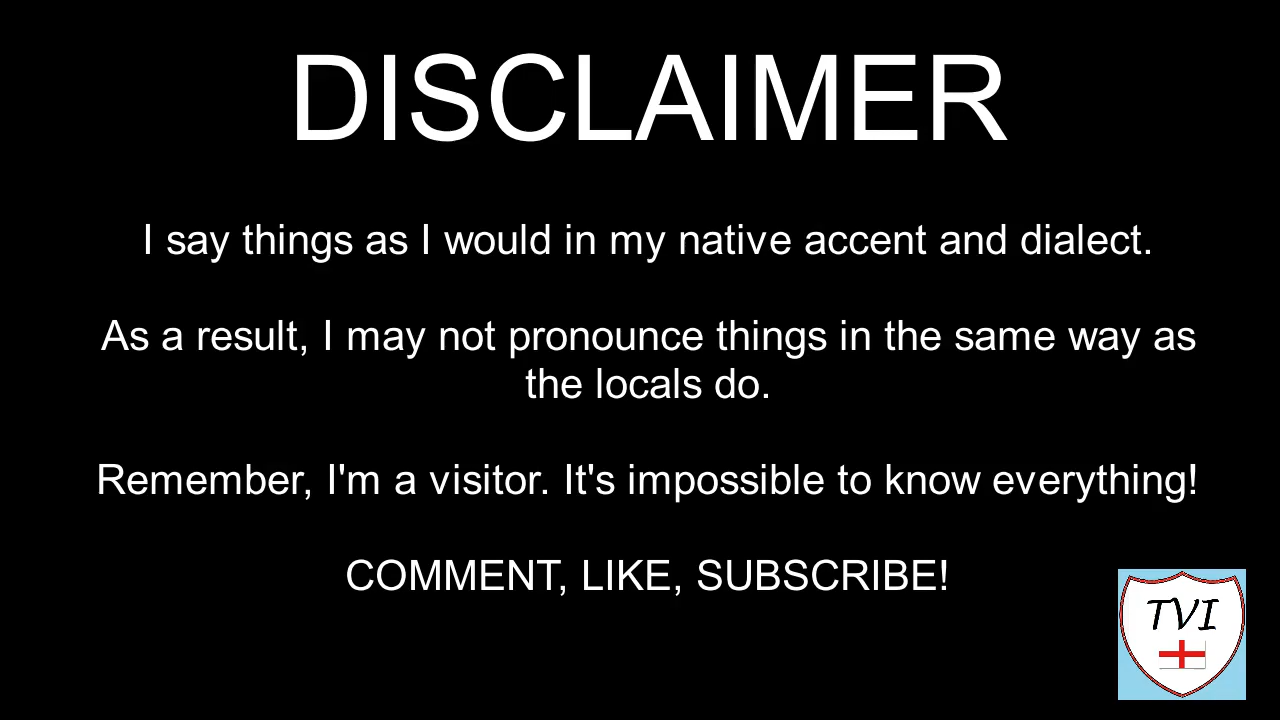 DISCLAIMER
I say things as I would in my native accent and dialect.
As a result, I may not pronounce things in the same way as
the locals do.
Remember, I'm a visitor. It's impossible to know everything!
COMMENT, LIKE, SUBSCRIBE!
TVI